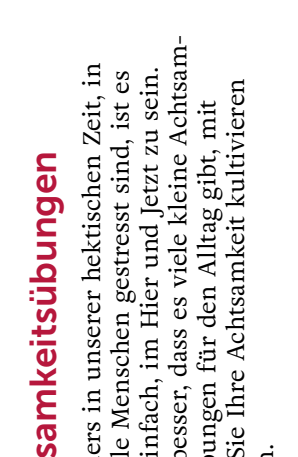 samkeitsübungen
ers in unserer hektischen Zeit, in
le Menschen gestresst sind, ist es
infach, im Hier und Jetzt zu sein.
besser, dass es viele kleine Achtsam-
ungen für den Alltag gibt, mit
Sie Ihre Achtsamkeit kultivieren
n.